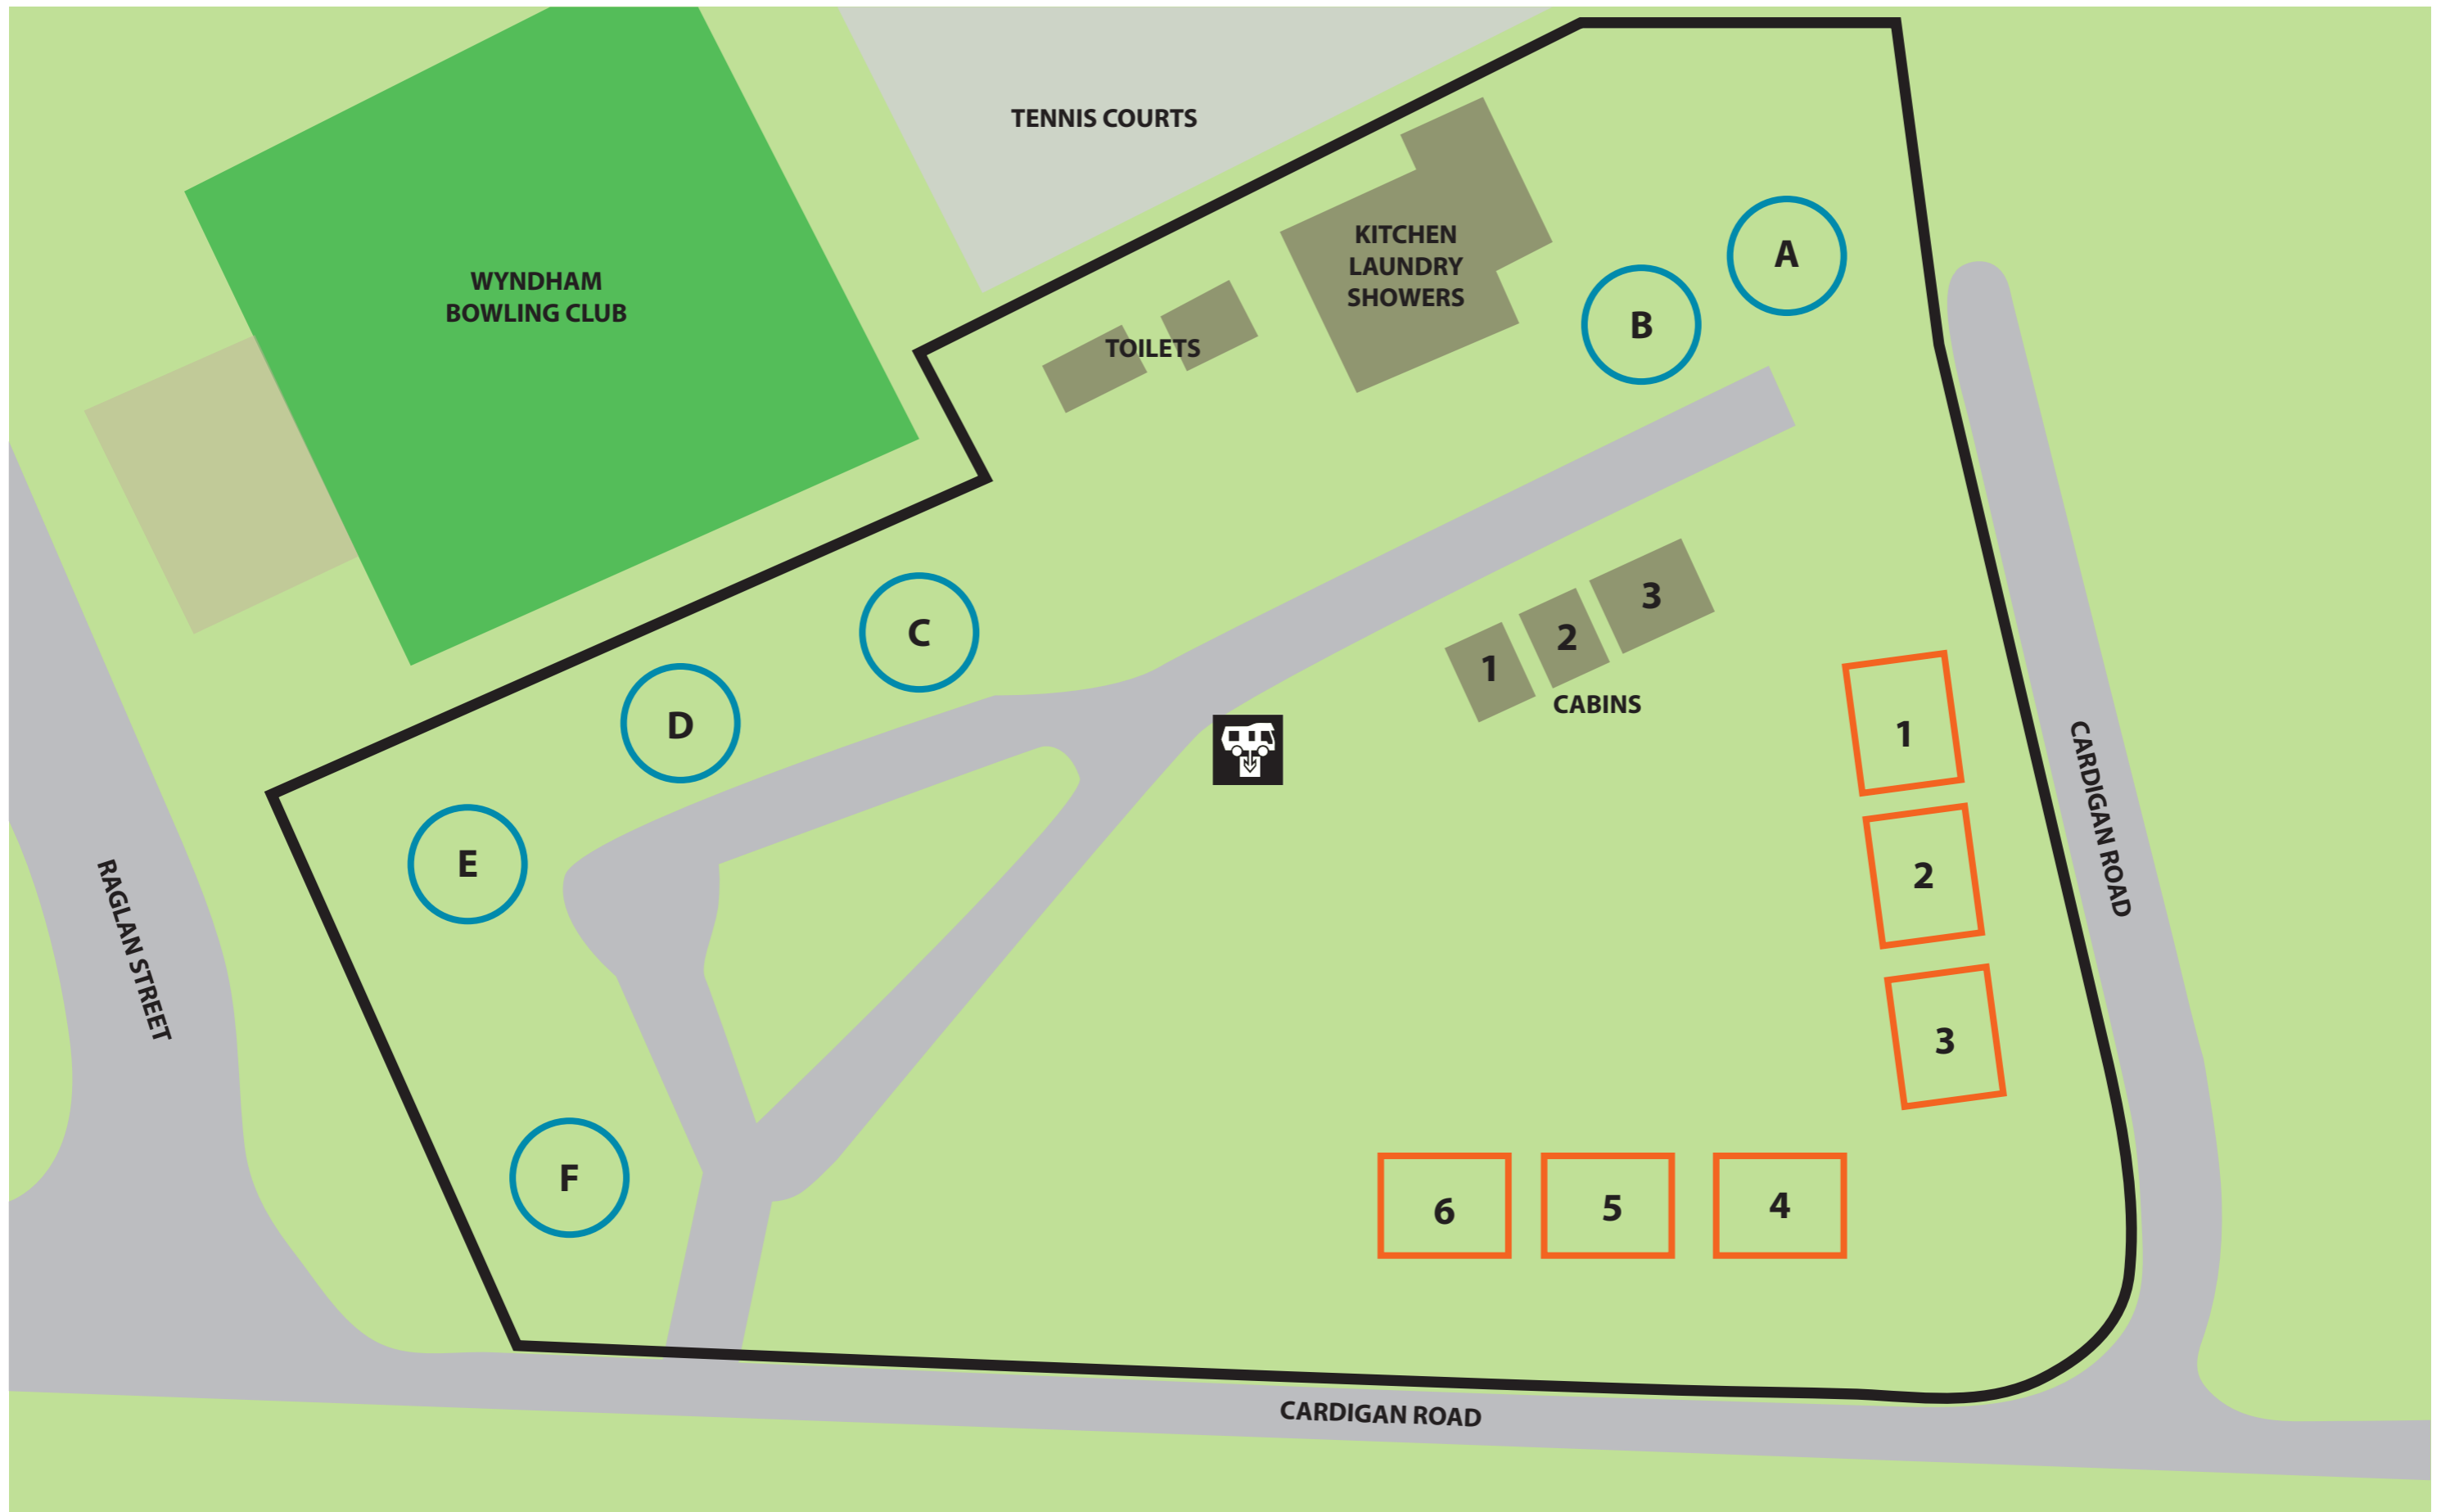 TENNIS COURTS
WYNDHAM
BOWLING CLUB
KITCHEN
LAUNDRY
SHOWERS
TOILETS
A
B
C
D
E
F
1
2
3
CABINS
1
2
3
4
5
6
RAGLAN STREET
CARDIGAN ROAD
CARDIGAN ROAD